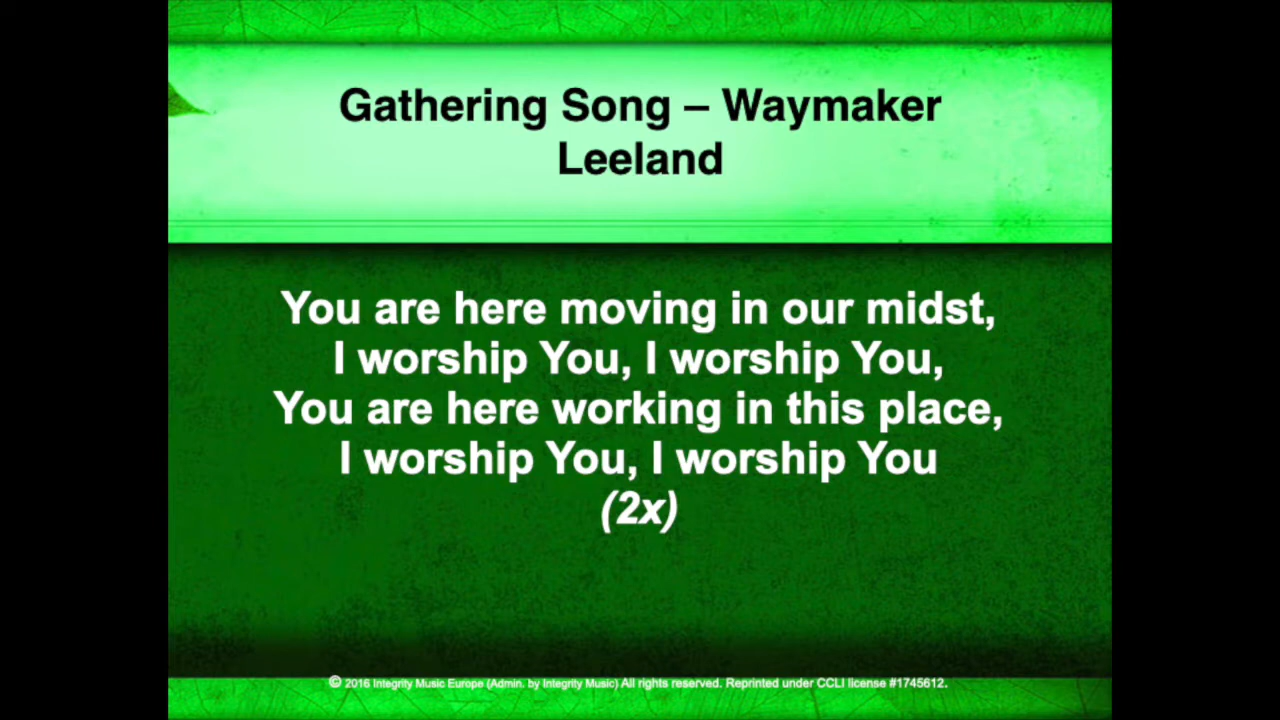 Gathering Song – Waymaker
Leeland
You are here moving in our midst,
I worship You, I worship You,
You are here working in this place,
I worship You, I worship You
(2x)
© 2016 Integrity Music Europe (Admin. by Integrity Music) All rights reserved. Reprinted under CCLI license #1745612.